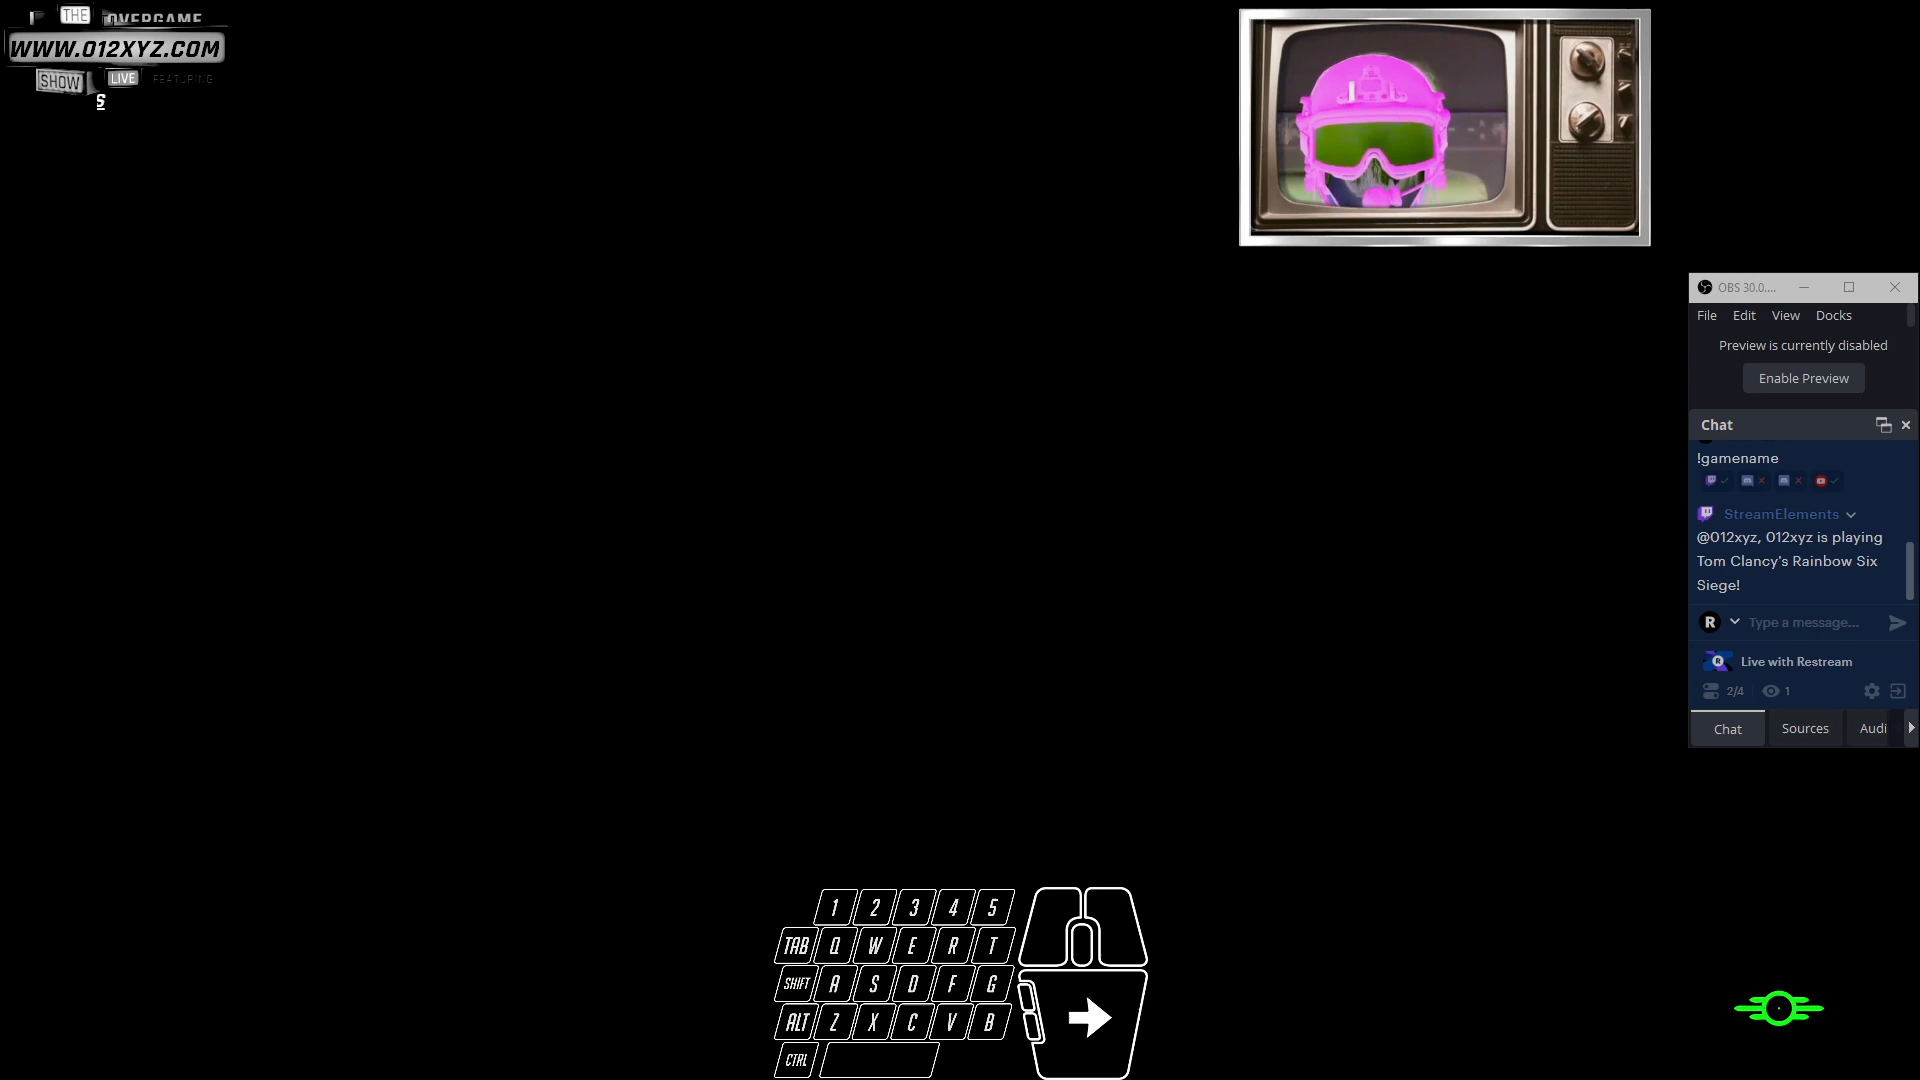 THE OVERGAME
WWW.012XYZ.COM
SHOW LIVE FEATURING
S
OBS 30.0....
File Edit View Docks
Preview is currently disabled
Enable Preview
Chat
!gamename
StreamElements
@012xyz, 012xyz is playing
Tom Clancy's Rainbow Six
Siege!
R Type a message...
R Live with Restream
2/4 1
Chat Sources Audi
1 2 3 4 5
TAB Q W E R T
SHIFT A S D F G
ALT Z X C V B
CTRL